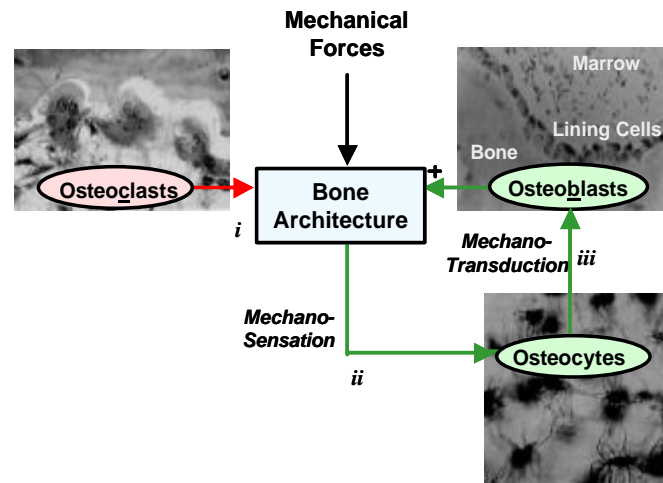 Mechanical
Forces
Marrow
Lining Cells
Bone
Osteoclasts
+
Bone
Architecture
Osteoblasts
i
Mechano-
Transduction
iii
Mechano-
Sensation
ii
Osteocytes